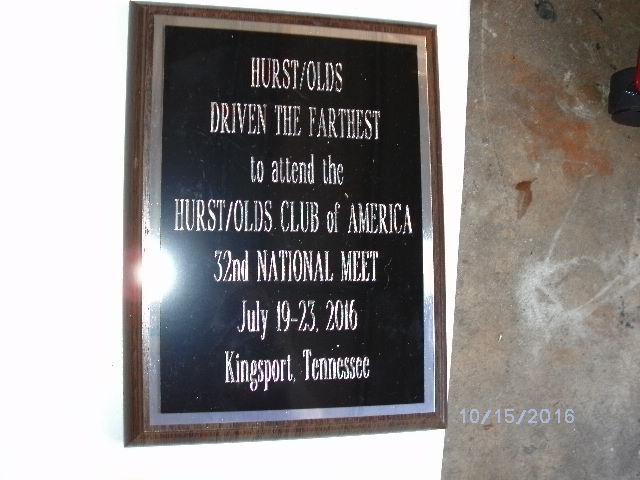 HURST/OLDS
DRIVEN THE FARTHEST
to attend the
HURST/OLDS CLUB of AMERICA
32nd NATIONAL MEET
July 19-23, 2016
Kingsport, Tennessee
10/15/2016